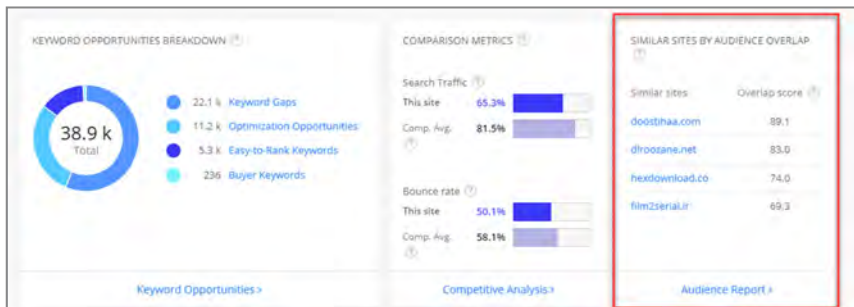 KEYWORD OPPORTUNITIES BREAKDOWN
38.9 k
Total
22.1 k Keyword Gaps
11.2 k Optimization Opportunities
5.3 k Easy-to-Rank Keywords
236 Buyer Keywords
Keyword Opportunities >
COMPARISON METRICS
Search Traffic
This site 65.3%
Comp. Avg. 81.5%
Bounce rate
This site 50.1%
Comp. Avg. 58.1%
Competitive Analysis >
SIMILAR SITES BY AUDIENCE OVERLAP
Similar sites Overlap score
doostihaa.com 89.1
dlroozane.net 83.0
hexdownload.co 74.0
film2serial.ir 69.3
Audience Report >